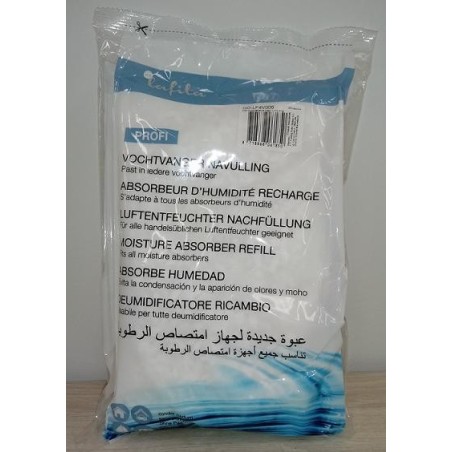 Lafita
PROFI
VOCHTVANGER NAVULLING
Past in iedere vochtvanger
ABSORBEUR D'HUMIDITÉ RECHARGE
S'adapte à tous les absorbeurs d'humidité
LUFTENTFEUCHTER NACHFÜLLUNG
Für alle handelsüblichen Luftentfeuchter geeignet
MOISTURE ABSORBER REFILL
Fits all moisture absorbers
ABSORBE HUMEDAD
Evita la condensación y la aparición de olores y moho
DEUMIDIFICATORE RICAMBIO
per tutte deumidificatore
عبوة جديدة لجهاز امتصاص الرطوبة
تناسب جميع أجهزة امتصاص الرطوبة